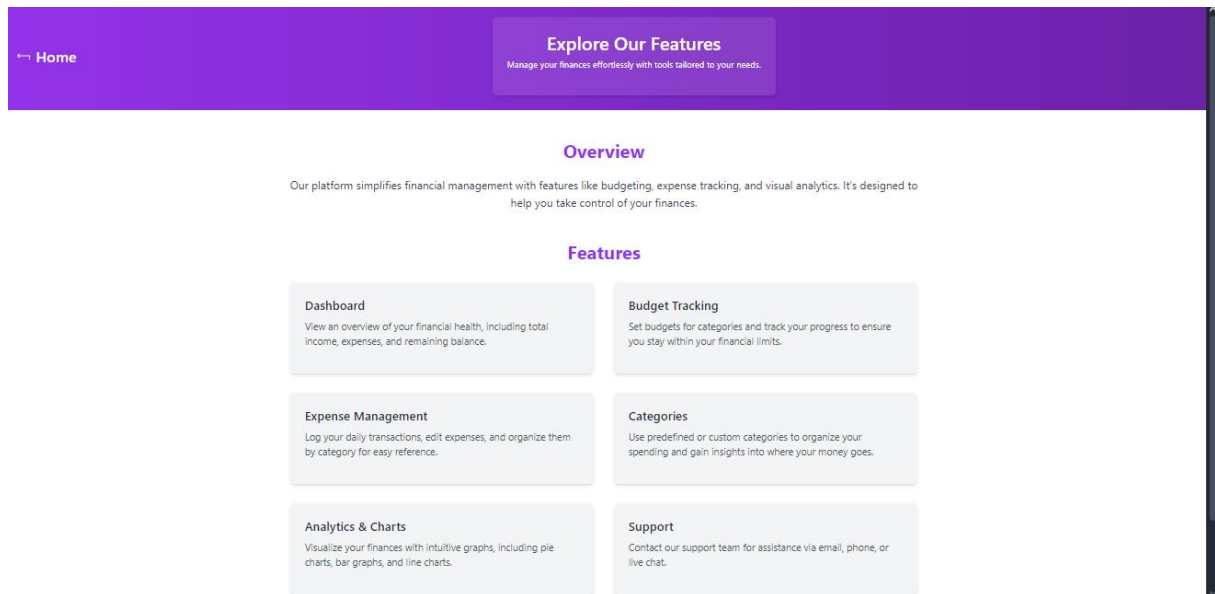 Home
Explore Our Features
Manage your finances effortlessly with tools tailored to your needs.
Overview
Our platform simplifies financial management with features like budgeting, expense tracking, and visual analytics. It's designed to
help you take control of your finances.
Features
Dashboard
View an overview of your financial health, including total
income, expenses, and remaining balance.
Budget Tracking
Set budgets for categories and track your progress to ensure
you stay within your financial limits.
Expense Management
Log your daily transactions, edit expenses, and organize them
by category for easy reference.
Categories
Use predefined or custom categories to organize your
spending and gain insights into where your money goes.
Analytics & Charts
Visualize your finances with intuitive graphs, including pie
charts, bar graphs, and line charts.
Support
Contact our support team for assistance via email, phone, or
live chat.